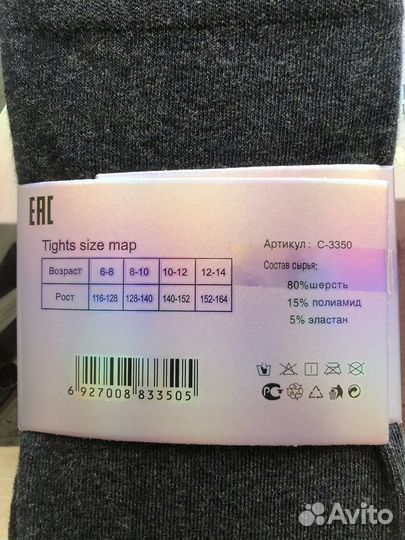 EAC
Tights size map
Возраст 6-8 8-10 10-12 12-14
Рост 116-128 128-140 140-152 152-164
Артикул: С-3350
Состав сырья;
80%шерсть
15% полиамид
5% эластан
6 927008 833505
Avito